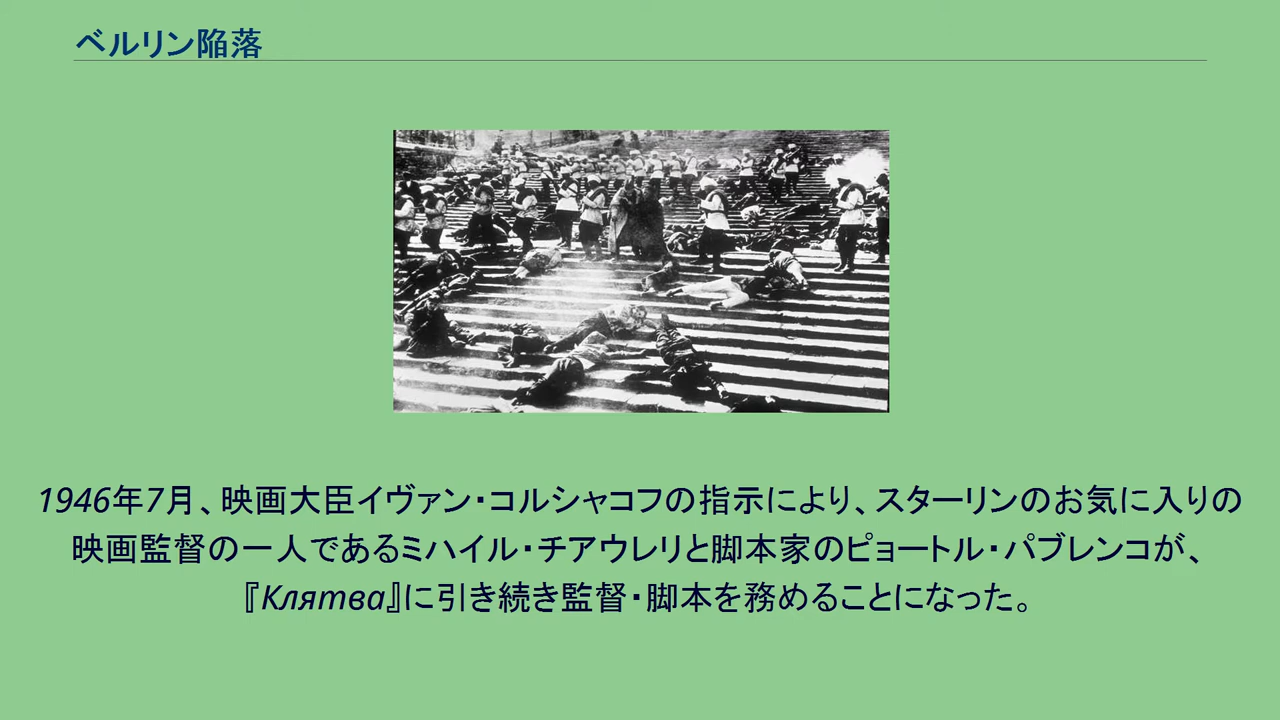 ベルリン陥落
1946年7月、映画大臣イヴァン・コルシャコフの指示により、スターリンのお気に入りの
映画監督の一人であるミハイル・チアウレリと脚本家のピョートル・パブレンコが、
『Клятва』に引き続き監督・脚本を務めることになった。